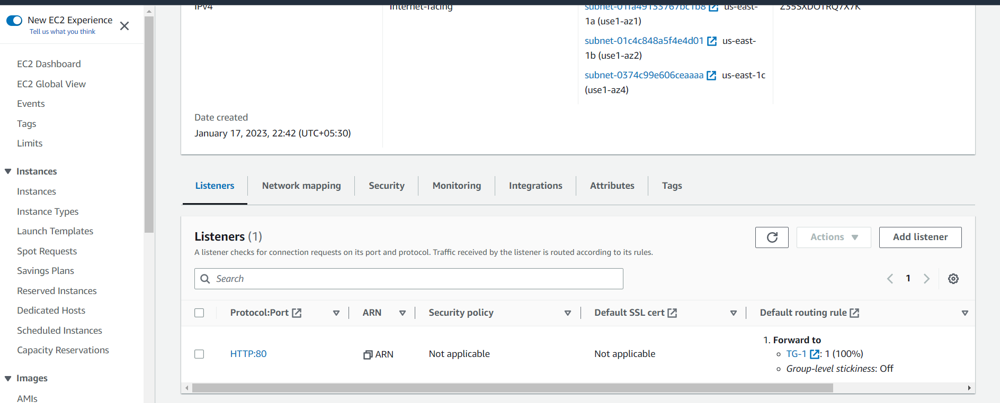 New EC2 Experience
Tell us what you think
EC2 Dashboard
EC2 Global View
Events
Tags
Limits
Instances
Instances
Instance Types
Launch Templates
Spot Requests
Savings Plans
Reserved Instances
Dedicated Hosts
Scheduled Instances
Capacity Reservations
Images
AMIs
IPv4
Internet-facing
us-east-
1a (use1-az1)
subnet-01c4c848a5f4e4d01 us-east-
1b (use1-az2)
subnet-0374c99e606ceaaaa us-east-1c
(use1-az4)
Date created
January 17, 2023, 22:42 (UTC+05:30)
Listeners
Network mapping
Security
Monitoring
Integrations
Attributes
Tags
Listeners (1)
A listener checks for connection requests on its port and protocol. Traffic received by the listener is routed according to its rules.
Actions
Add listener
Search
1
Protocol:Port
ARN
Security policy
Default SSL cert
Default routing rule
HTTP:80
ARN
Not applicable
Not applicable
1. Forward to
TG-1 : 1 (100%)
Group-level stickiness: Off